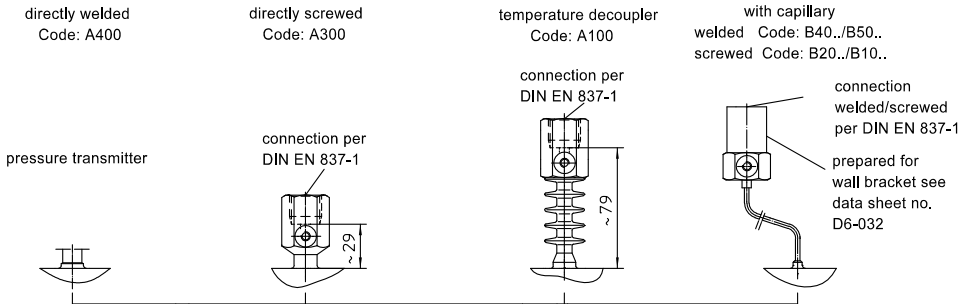 directly welded
Code: A400
directly screwed
Code: A300
temperature decoupler
Code: A100
with capillary
welded Code: B40../B50..
screwed Code: B20../B10..
connection per
DIN EN 837-1
connection
welded/screwed
per DIN EN 837-1
connection per
DIN EN 837-1
pressure transmitter
prepared for
wall bracket see
data sheet no.
D6-032
~29
~79